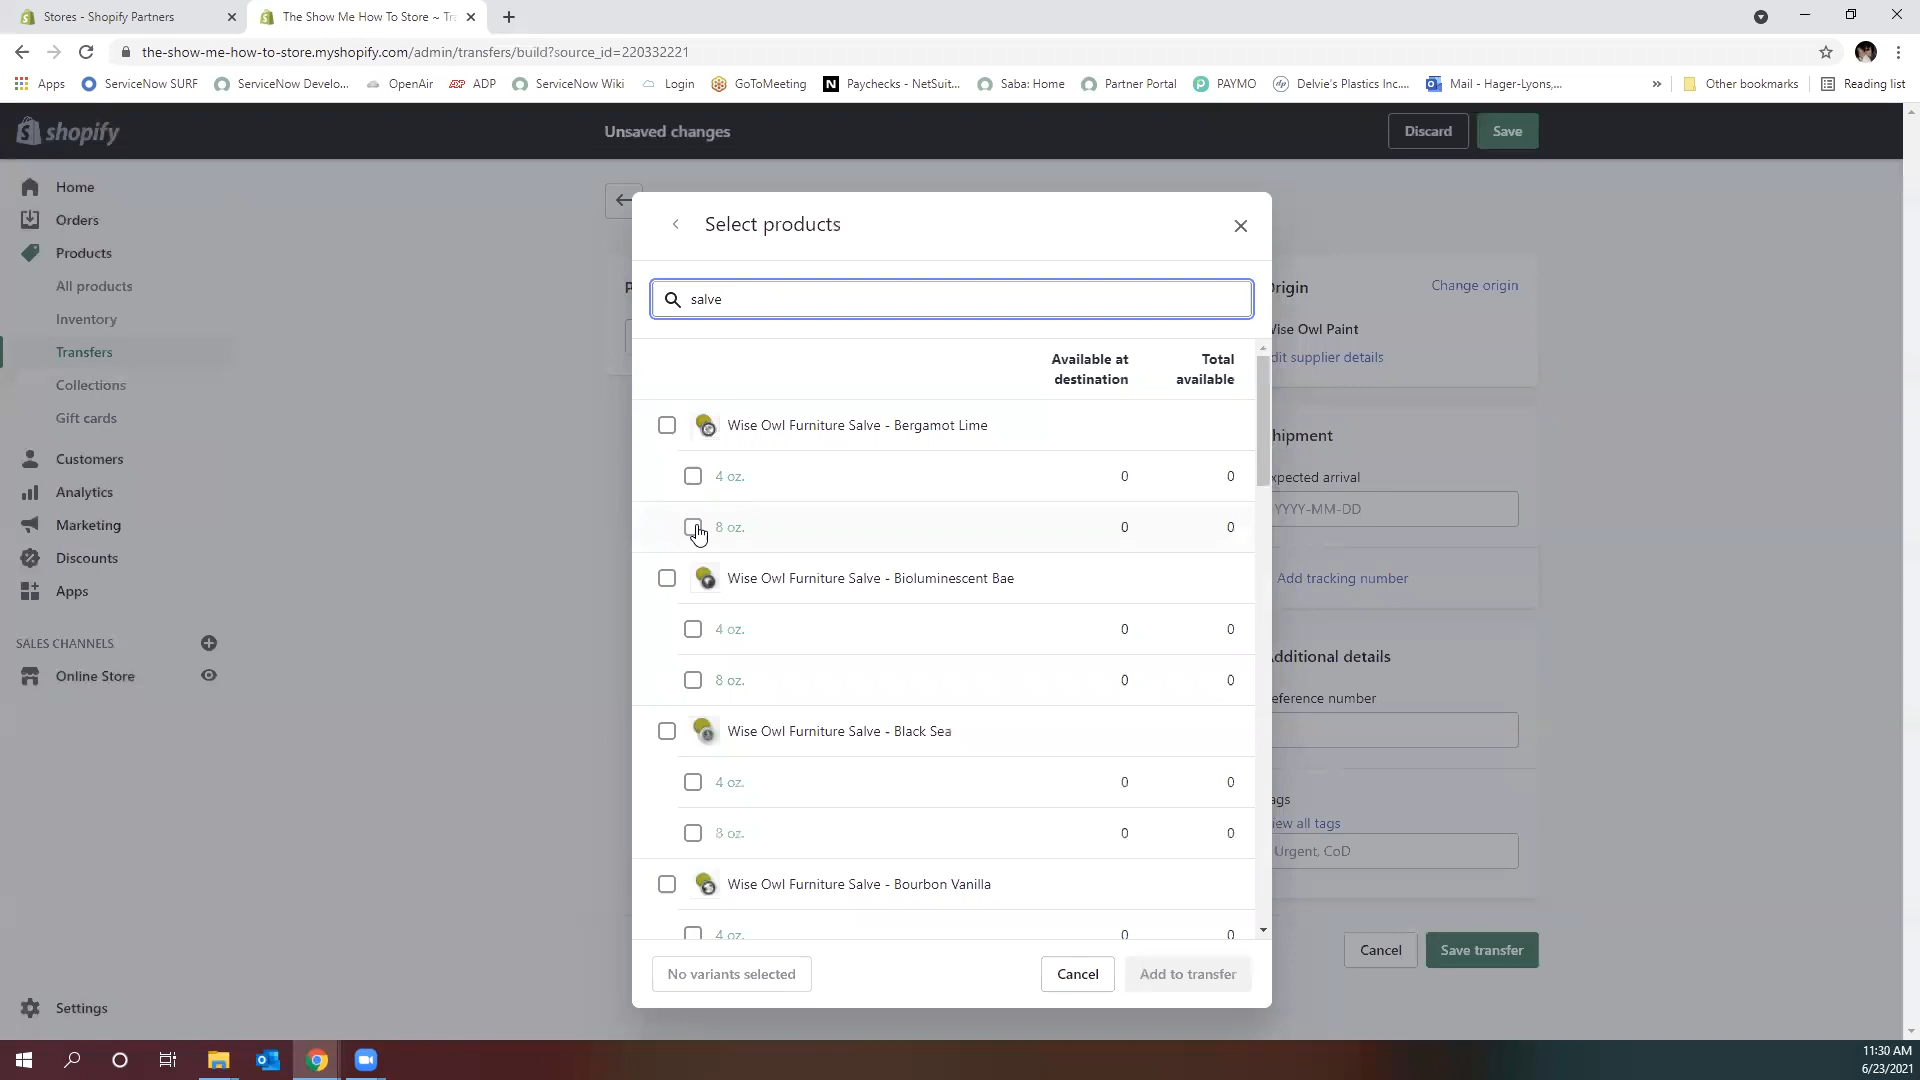 Stores - Shopify Partners
The Show Me How To Store ~ Tra
the-show-me-how-to-store.myshopify.com/admin/transfers/build?source_id=220332221
Apps ServiceNow SURF ServiceNow Develo... OpenAir ADP ServiceNow Wiki Login GoToMeeting Paychecks - NetSuit... Saba: Home Partner Portal PAYMO Delvie's Plastics Inc.... Mail - Hager-Lyons,... » Other bookmarks Reading list
shopify
Unsaved changes
Discard
Save
Home
Orders
Products
All products
Inventory
Transfers
Collections
Gift cards
Customers
Analytics
Marketing
Discounts
Apps
SALES CHANNELS
Online Store
Settings
Select products
salve
Available at
destination
Total
available
Wise Owl Furniture Salve - Bergamot Lime
4 oz. 0 0
8 oz. 0 0
Wise Owl Furniture Salve - Bioluminescent Bae
4 oz. 0 0
8 oz. 0 0
Wise Owl Furniture Salve - Black Sea
4 oz. 0 0
8 oz. 0 0
Wise Owl Furniture Salve - Bourbon Vanilla
4 oz. 0 0
No variants selected
Cancel
Add to transfer
P
rigin
Change origin
ise Owl Paint
dit supplier details
hipment
xpected arrival
YYYY-MM-DD
Add tracking number
dditional details
eference number
ags
iew all tags
Urgent, CoD
Cancel
Save transfer
11:30 AM
6/23/2021